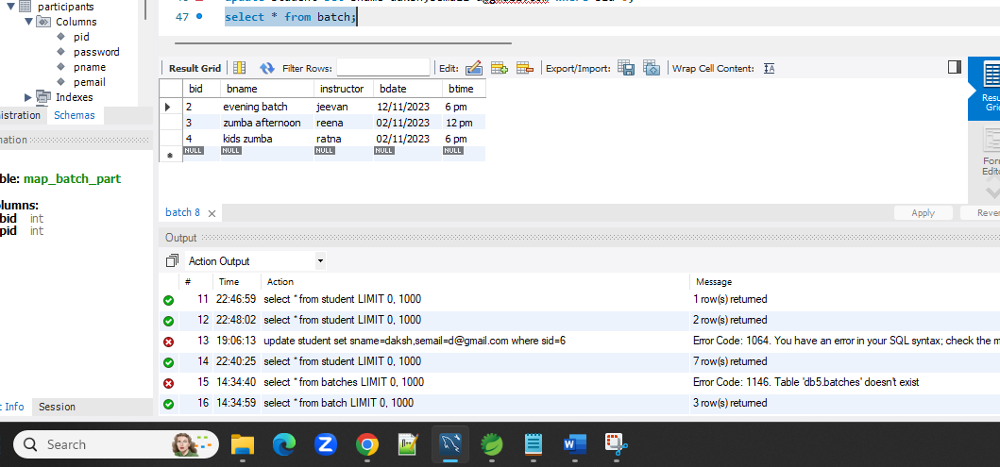 participants
Columns
pid
password
pname
pemail
Indexes
Schemas
ble: map_batch_part
bid int
pid int
Session
47 select * from batch;
Result Grid Filter Rows: Edit: Export/Import: Wrap Cell Content:
bid bname instructor bdate btime
2 evening batch jeevan 12/11/2023 6 pm
3 zumba afternoon reena 02/11/2023 12 pm
4 kids zumba ratna 02/11/2023 6 pm
NULL NULL NULL NULL NULL
batch 8
Apply
Output
Action Output
# Time Action Message
11 22:46:59 select * from student LIMIT 0, 1000 1 row(s) returned
12 22:48:02 select * from student LIMIT 0, 1000 2 row(s) returned
13 19:06:13 update student set sname=daksh,semail=d@gmail.com where sid=6 Error Code: 1064. You have an error in your SQL syntax; check the m
14 22:40:25 select * from student LIMIT 0, 1000 7 row(s) returned
15 14:34:40 select * from batches LIMIT 0, 1000 Error Code: 1146. Table 'db5.batches' doesn't exist
16 14:34:59 select * from batch LIMIT 0, 1000 3 row(s) returned
Search